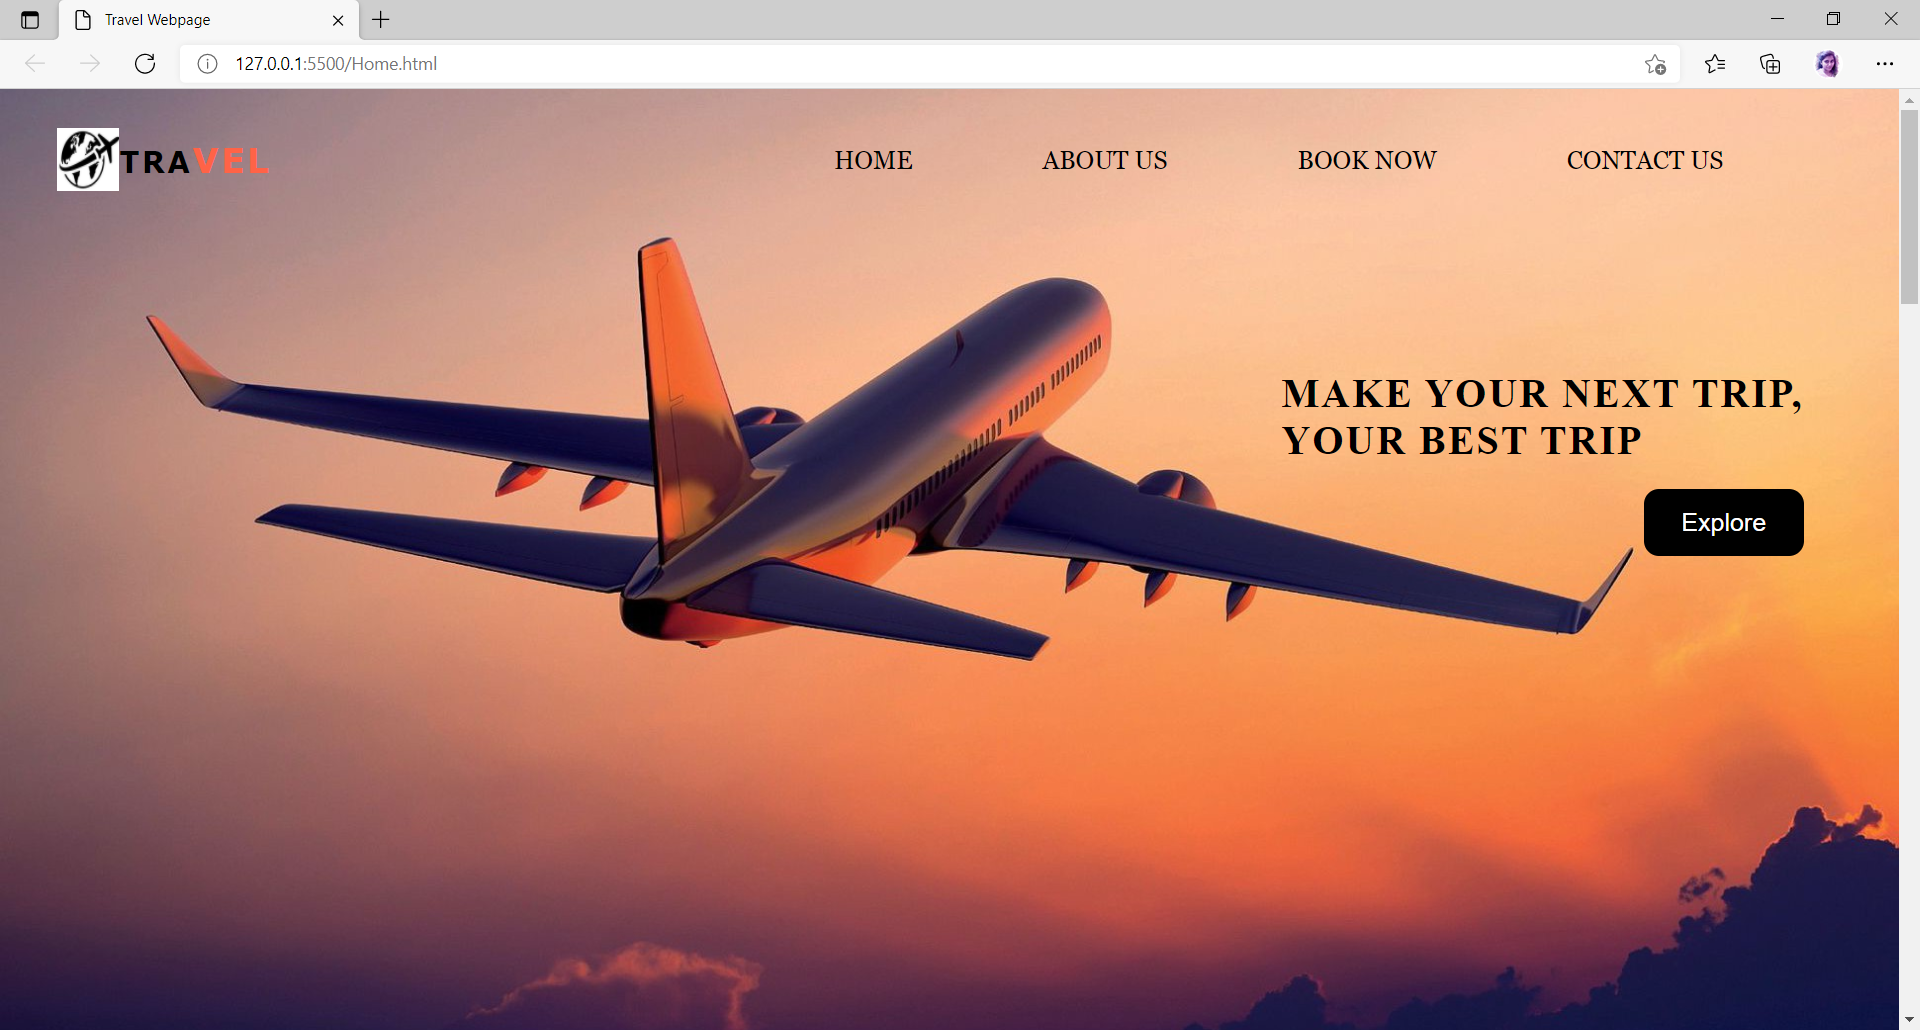 Travel Webpage
127.0.0.1:5500/Home.html
TRAVEL
HOME
ABOUT US
BOOK NOW
CONTACT US
MAKE YOUR NEXT TRIP,
YOUR BEST TRIP
Explore